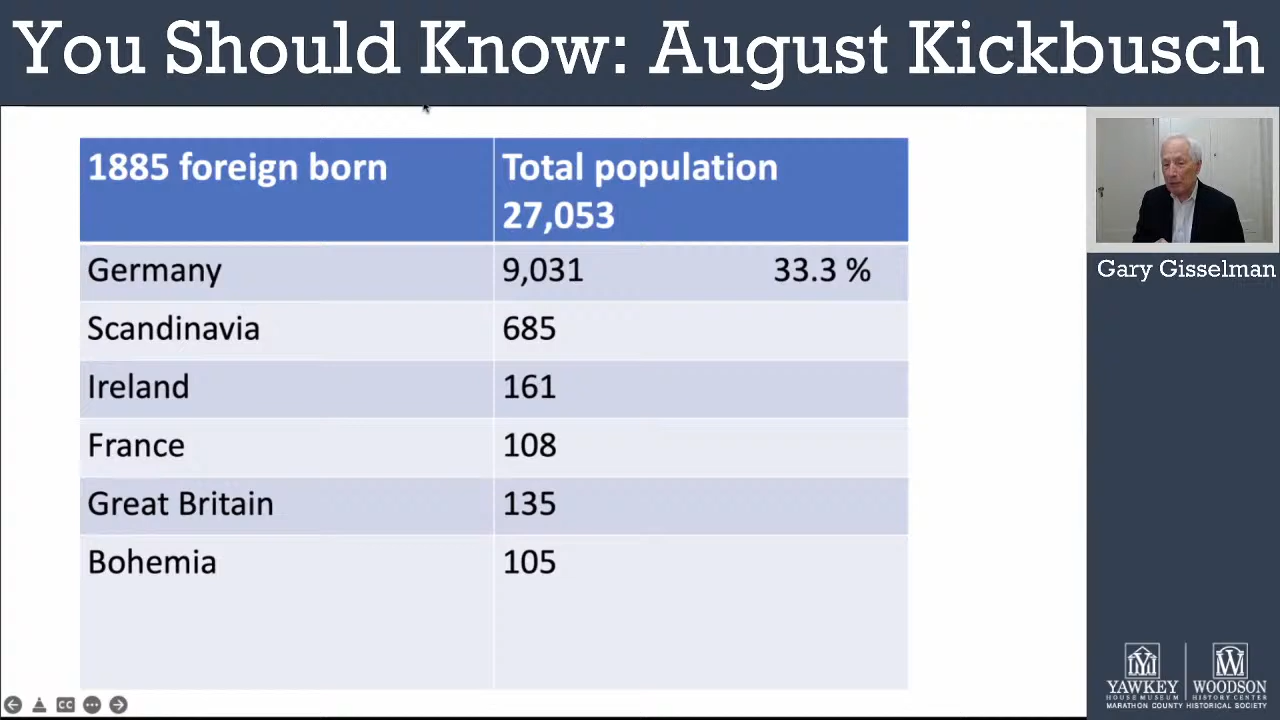 You Should Know: August Kickbusch
1885 foreign born
Total population
27,053
Germany 9,031 33.3 %
Scandinavia 685
Ireland 161
France 108
Great Britain 135
Bohemia 105
Gary Gisselman
CC
YAWKEY
HOUSE MUSEUM
WOODSON
HISTORY CENTER
MARATHON COUNTY HISTORICAL SOCIETY